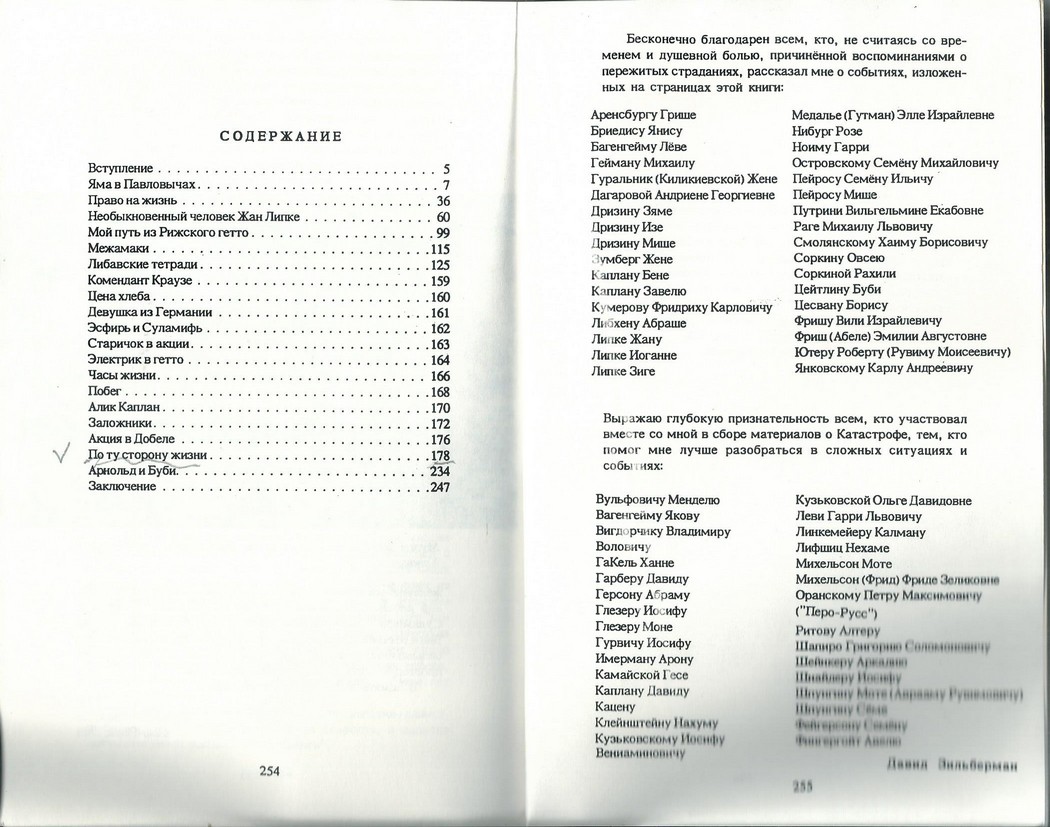 СОДЕРЖАНИЕ
Вступление . . . . . . . . . . . . . . . . . . . . . . . . . . . . 5
Яма в Павловычах . . . . . . . . . . . . . . . . . . . . . . . . 7
Право на жизнь . . . . . . . . . . . . . . . . . . . . . . . . . 36
Необыкновенный человек Жан Липке . . . . . . . . . . . . . 60
Мой путь из Рижского гетто . . . . . . . . . . . . . . . . . . 99
Межамаки . . . . . . . . . . . . . . . . . . . . . . . . . . . . 115
Либавские тетради . . . . . . . . . . . . . . . . . . . . . . . 125
Комендант Краузе . . . . . . . . . . . . . . . . . . . . . . . 159
Цена хлеба . . . . . . . . . . . . . . . . . . . . . . . . . . . 160
Девушка из Германии . . . . . . . . . . . . . . . . . . . . . 161
Эсфирь и Суламифь . . . . . . . . . . . . . . . . . . . . . . 162
Старичок в акции . . . . . . . . . . . . . . . . . . . . . . . 163
Электрик в гетто . . . . . . . . . . . . . . . . . . . . . . . . 164
Часы жизни . . . . . . . . . . . . . . . . . . . . . . . . . . . 166
Побег . . . . . . . . . . . . . . . . . . . . . . . . . . . . . . 168
Алик Каплан . . . . . . . . . . . . . . . . . . . . . . . . . . 170
Заложники . . . . . . . . . . . . . . . . . . . . . . . . . . . 172
Акция в Добеле . . . . . . . . . . . . . . . . . . . . . . . . 176
По ту сторону жизни . . . . . . . . . . . . . . . . . . . . . 178
Арнольд и Буби . . . . . . . . . . . . . . . . . . . . . . . . 234
Заключение . . . . . . . . . . . . . . . . . . . . . . . . . . 247
254
Бесконечно благодарен всем, кто, не считаясь со вре-
менем и душевной болью, причинённой воспоминаниями о
пережитых страданиях, рассказал мне о событиях, изложен-
ных на страницах этой книги:
Аренсбургу Грише
Бриедису Янису
Багенгейму Лёве
Гейману Михаилу
Гуральник (Киликиевской) Жене
Дагаровой Андриене Георгиевне
Дризину Зяме
Дризину Изе
Дризину Мише
Зумберг Жене
Каплану Бене
Каплану Завелю
Кумерову Фридриху Карловичу
Либхену Абраше
Липке Жану
Липке Иоганне
Липке Зиге
Медалье (Гутман) Элле Израйлевне
Нибург Розе
Ноиму Гарри
Островскому Семёну Михайловичу
Пейросу Семёну Ильичу
Пейросу Мише
Путрини Вильгельмине Екабовне
Раге Михаилу Львовичу
Смолянскому Хаиму Борисовичу
Соркину Овсею
Соркиной Рахили
Цейтлину Буби
Цесвану Борису
Фришу Вили Израйлевичу
Фриш (Абеле) Эмилии Августовне
Ютеру Роберту (Рувиму Моисеевичу)
Янковскому Карлу Андреевичу
Выражаю глубокую признательность всем, кто участвовал
вместе со мной в сборе материалов о Катастрофе, тем, кто
помог мне лучше разобраться в сложных ситуациях и
событиях:
Вульфовичу Менделю
Вагенгейму Якову
Вигдорчику Владимиру
Воловичу
ГаКель Ханне
Гарберу Давиду
Герсону Абраму
Глезеру Иосифу
Глезеру Моне
Гурвичу Иосифу
Имерману Арону
Камайской Гесе
Каплану Давиду
Кацену
Клейнштейну Нахуму
Кузьковскому Иосифу
Вениаминовичу
Кузьковской Ольге Давидовне
Леви Гарри Львовичу
Линкемейеру Калману
Лифшиц Нехаме
Михельсон Моте
Михельсон (Фрид) Фриде Зеликовне
Оранскому Петру Максимовичу
("Перо-Русс")
Ритову Алтеру
Шапиро Григорию Соломоновичу
Шейнкеру Аркадию
Шнайдеру Иосифу
Давид Зильберман
255